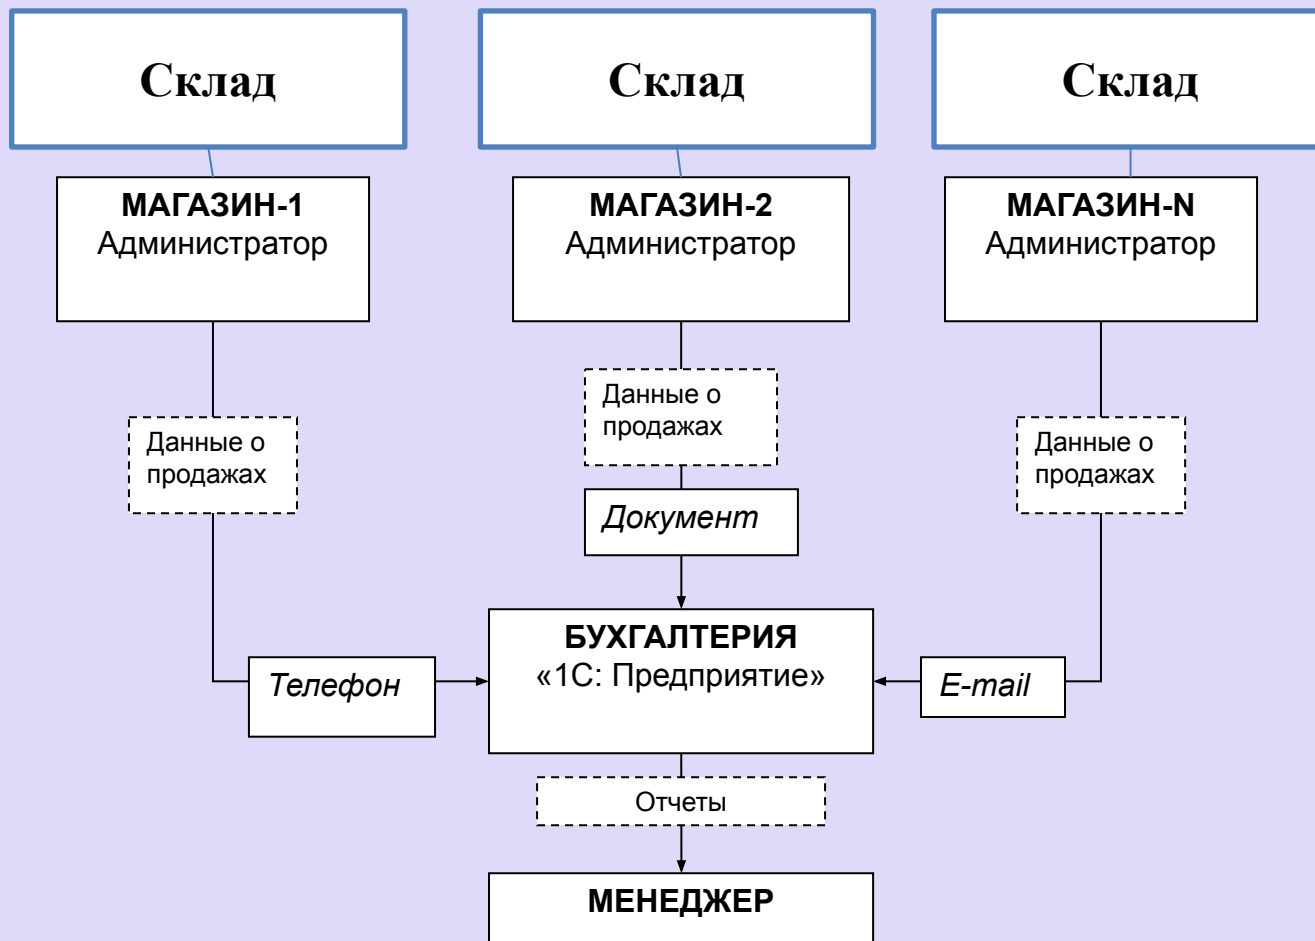 Склад
Склад
Склад
МАГАЗИН-1
Администратор
МАГАЗИН-2
Администратор
МАГАЗИН-N
Администратор
Данные о
продажах
Данные о
продажах
Данные о
продажах
Документ
БУХГАЛТЕРИЯ
«1С: Предприятие»
Телефон
E-mail
Отчеты
МЕНЕДЖЕР